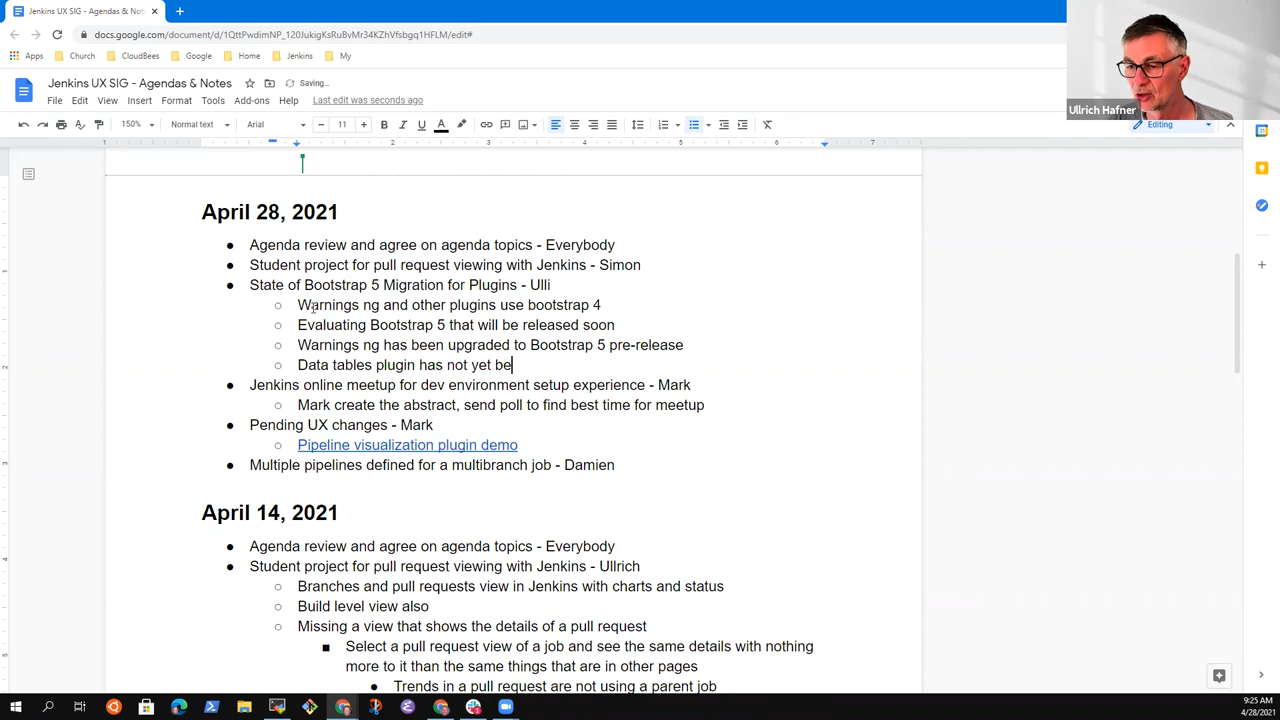 Jenkins UX SIG - Agendas & Notes
docs.google.com/document/d/1QttPwdimNP_120JukigKsRuBvMr34KZhVfsbgq1HFLM/edit#
Apps Church CloudBees Google Home Jenkins My
Jenkins UX SIG - Agendas & Notes Saving...
File Edit View Insert Format Tools Add-ons Help Last edit was seconds ago
Ullrich Hafner
150% Normal text Arial 11 B I U A Editing
1 1 2 3 4 5 6 7
April 28, 2021
● Agenda review and agree on agenda topics - Everybody
● Student project for pull request viewing with Jenkins - Simon
● State of Bootstrap 5 Migration for Plugins - Ulli
○ Warnings ng and other plugins use bootstrap 4
○ Evaluating Bootstrap 5 that will be released soon
○ Warnings ng has been upgraded to Bootstrap 5 pre-release
○ Data tables plugin has not yet be
● Jenkins online meetup for dev environment setup experience - Mark
○ Mark create the abstract, send poll to find best time for meetup
● Pending UX changes - Mark
○ Pipeline visualization plugin demo
● Multiple pipelines defined for a multibranch job - Damien
April 14, 2021
● Agenda review and agree on agenda topics - Everybody
● Student project for pull request viewing with Jenkins - Ullrich
○ Branches and pull requests view in Jenkins with charts and status
○ Build level view also
○ Missing a view that shows the details of a pull request
■ Select a pull request view of a job and see the same details with nothing
more to it than the same things that are in other pages
● Trends in a pull request are not using a parent job
9:25 AM
4/28/2021